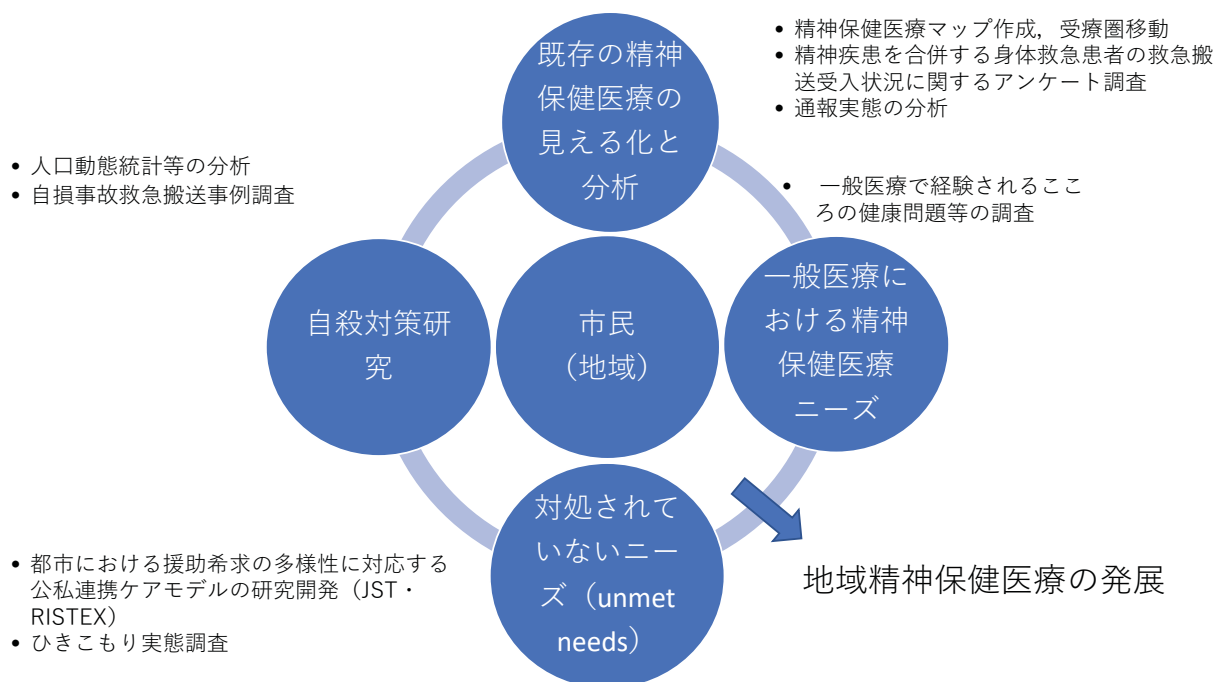 • 精神保健医療マップ作成，受療圏移動
• 精神疾患を合併する身体救急患者の救急搬
送受入状況に関するアンケート調査
• 通報実態の分析
既存の精神
保健医療の
見える化と
分析
• 人口動態統計等の分析
• 自損事故救急搬送事例調査
• 一般医療で経験されるここ
ろの健康問題等の調査
自殺対策研
究
市民
（地域）
一般医療に
おける精神
保健医療
ニーズ
対処されて
いないニー
ズ（unmet
needs）
• 都市における援助希求の多様性に対応する
公私連携ケアモデルの研究開発（JST・
RISTEX）
• ひきこもり実態調査
地域精神保健医療の発展